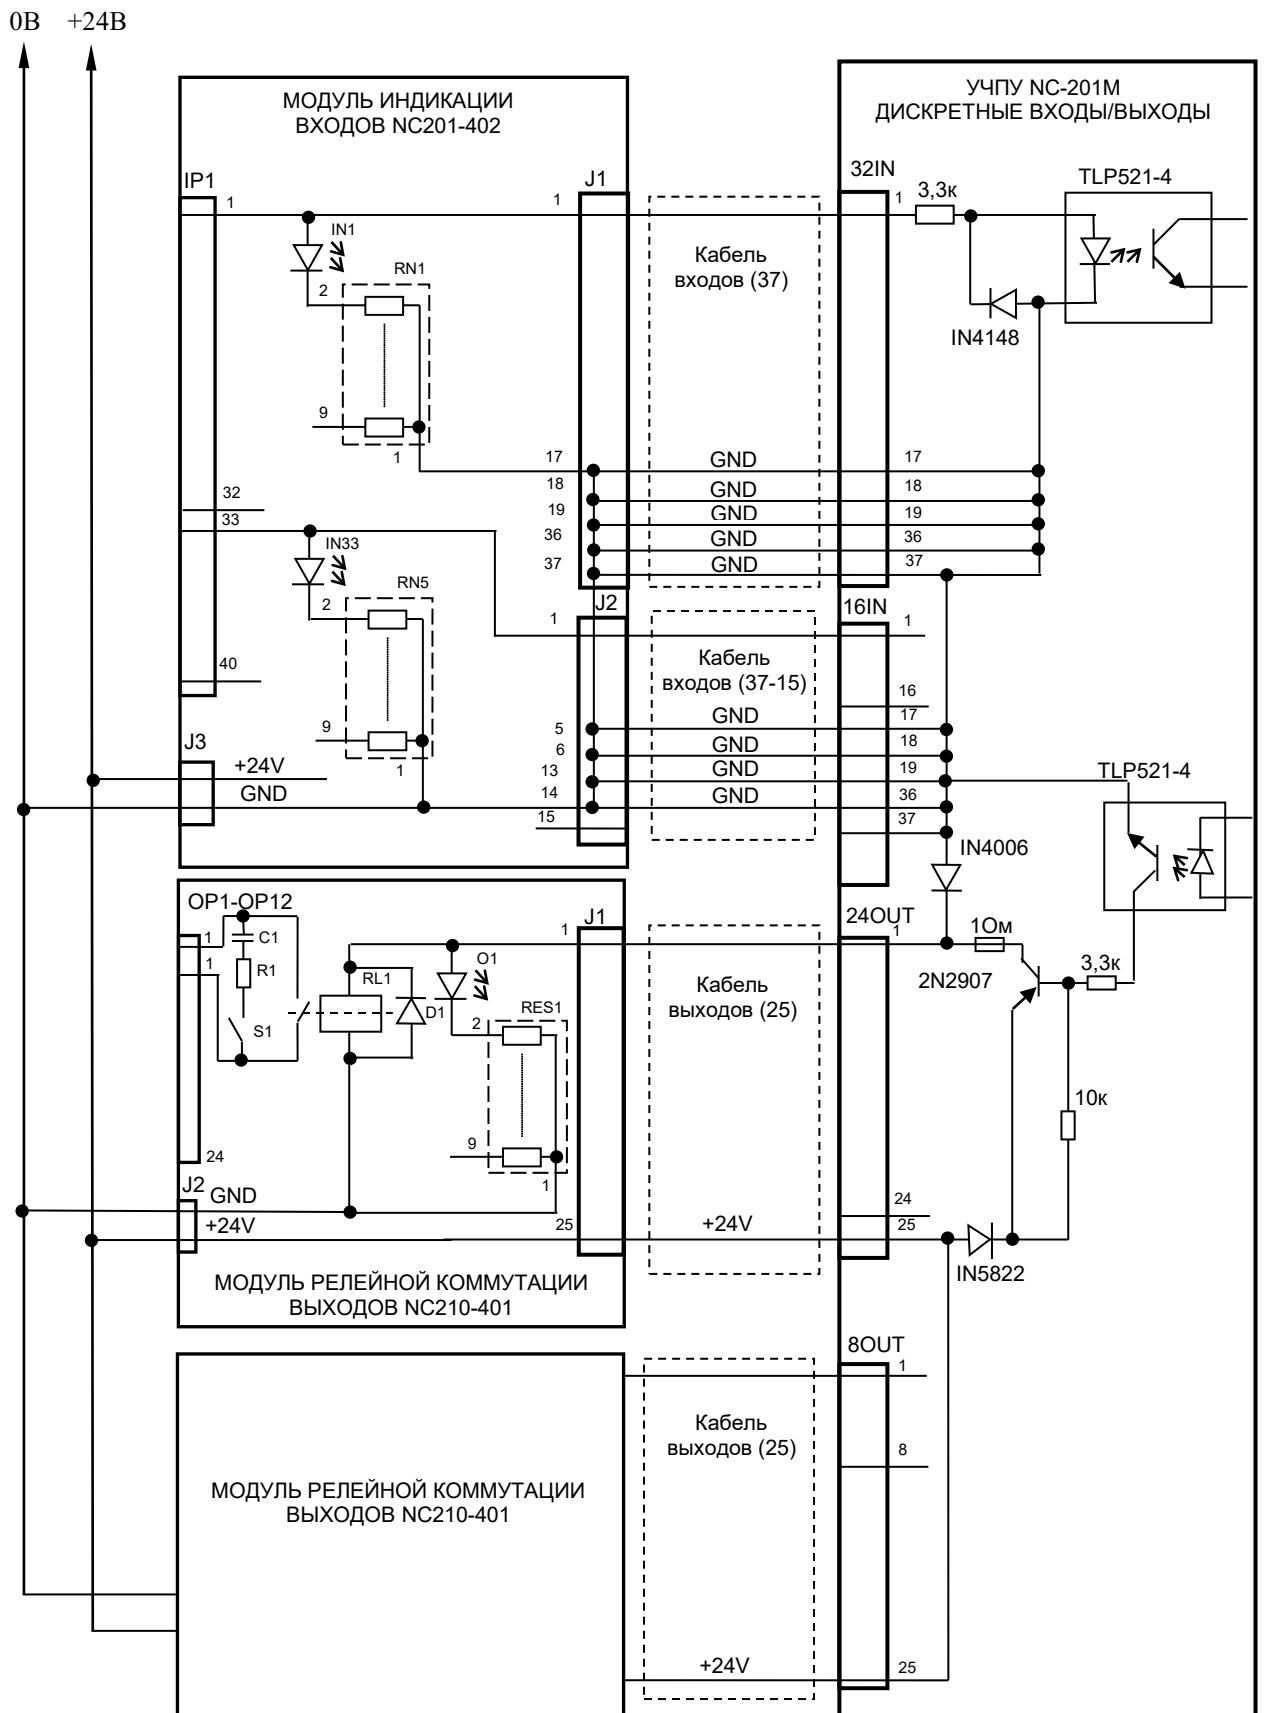 0В +24В
МОДУЛЬ ИНДИКАЦИИ
ВХОДОВ NC201-402
УЧПУ NC-201M
ДИСКРЕТНЫЕ ВХОДЫ/ВЫХОДЫ
IP1
1
IN1
2
RN1
9
1
32
33
IN33
2
RN5
40
9
1
J3
+24V
GND
J1
1
17
18
19
36
37
J2
1
5
6
13
14
15
Кабель
входов (37)
GND
GND
GND
GND
GND
Кабель
входов (37-15)
GND
GND
GND
GND
32IN
1
3,3к
TLP521-4
IN4148
17
18
19
36
37
16IN
1
16
17
18
19
36
37
TLP521-4
IN4006
OP1-OP12
1
C1
1
R1
S1
RL1
D1
O1
2
RES1
9
1
24
J2
GND
+24V
J1
1
25
МОДУЛЬ РЕЛЕЙНОЙ КОММУТАЦИИ
ВЫХОДОВ NC210-401
Кабель
выходов (25)
+24V
24OUT
1
1Ом
2N2907
3,3к
10к
24
25
IN5822
МОДУЛЬ РЕЛЕЙНОЙ КОММУТАЦИИ
ВЫХОДОВ NC210-401
Кабель
выходов (25)
+24V
8OUT
1
8
25